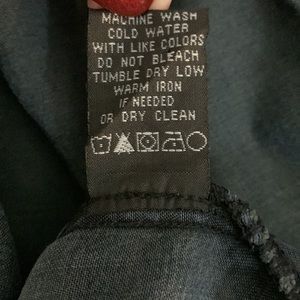 MACHINE WASH
COLD WATER
WITH LIKE COLORS
DO NOT BLEACH
TUMBLE DRY LOW
WARM IRON
IF NEEDED
OR DRY CLEAN